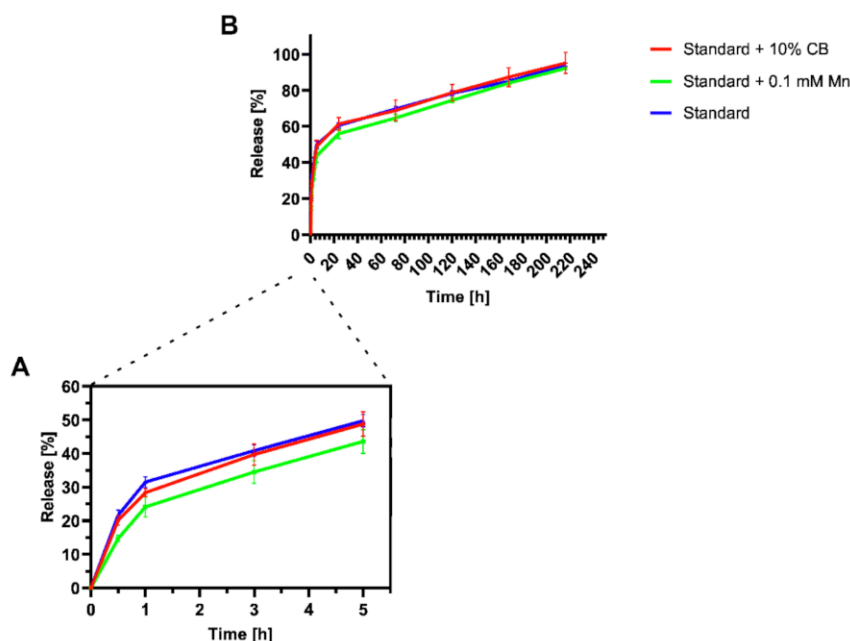 B
Release [%]
100
80
60
40
20
0
0 20 40 60 80 100 120 140 160 180 200 220 240
Time [h]
Standard + 10% CB
Standard + 0.1 mM Mn
Standard
A
Release [%]
60
50
40
30
20
10
0
0 1 2 3 4 5
Time [h]